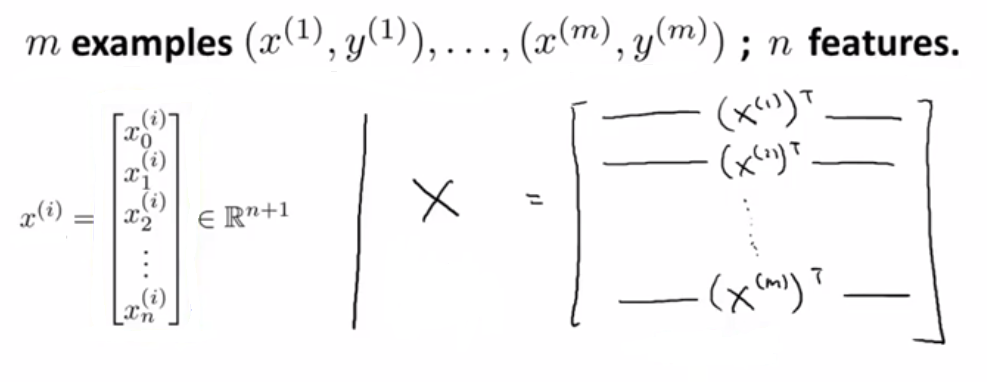 m examples (x^{(1)}, y^{(1)}), \dots, (x^{(m)}, y^{(m)}) ; n features.
x^{(i)} = \begin{bmatrix} x_0^{(i)} \\ x_1^{(i)} \\ x_2^{(i)} \\ \vdots \\ x_n^{(i)} \end{bmatrix} \in \mathbb{R}^{n+1}
X = \begin{bmatrix} — (x^{(1)})^T — \\ — (x^{(2)})^T — \\ \vdots \\ — (x^{(m)})^T — \end{bmatrix}